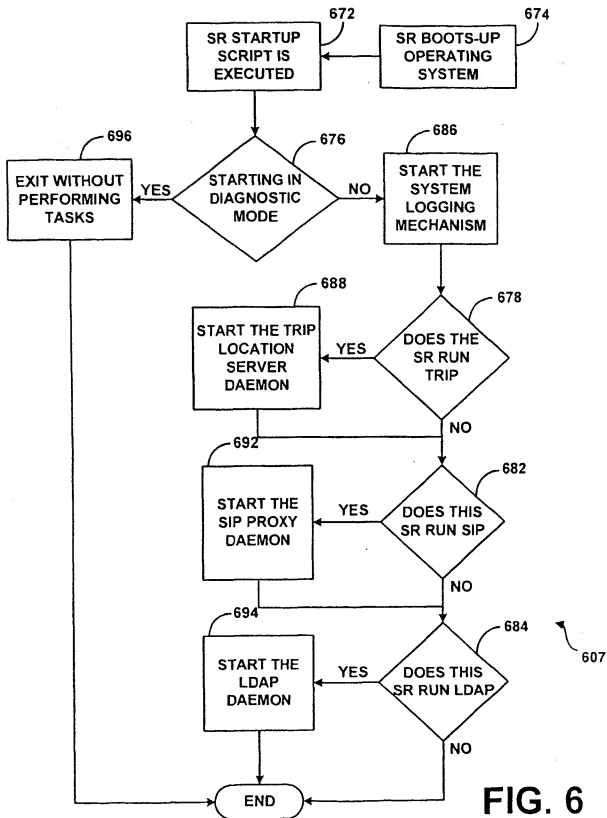 672
674
SR STARTUP
SCRIPT IS
EXECUTED
SR BOOTS-UP
OPERATING
SYSTEM
696
676
686
EXIT WITHOUT
PERFORMING
TASKS
YES
STARTING IN
DIAGNOSTIC
MODE
NO
START THE
SYSTEM
LOGGING
MECHANISM
688
678
START THE TRIP
LOCATION
SERVER
DAEMON
YES
DOES THE
SR RUN
TRIP
NO
692
682
START THE
SIP PROXY
DAEMON
YES
DOES THIS
SR RUN SIP
NO
694
684
607
START THE
LDAP
DAEMON
YES
DOES THIS
SR RUN LDAP
NO
END
FIG. 6